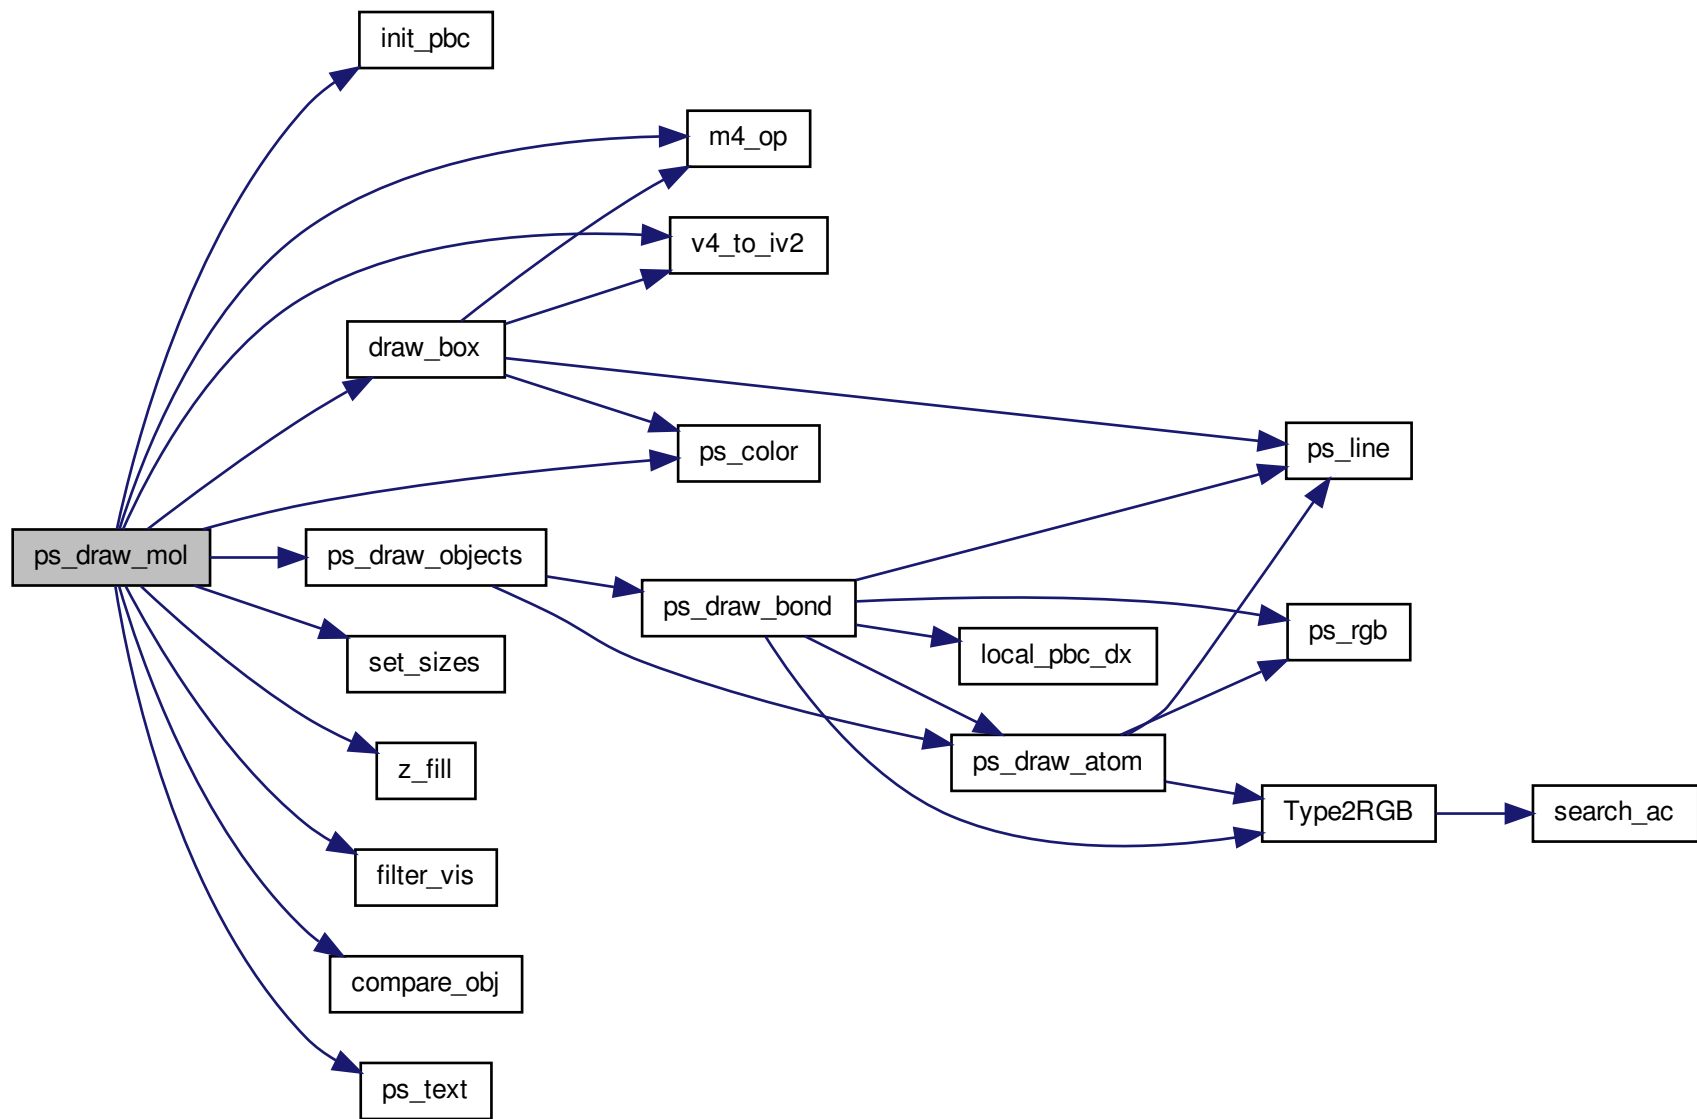 init_pbc
m4_op
v4_to_iv2
draw_box
ps_color
ps_line
ps_draw_mol
ps_draw_objects
ps_draw_bond
ps_rgb
local_pbc_dx
set_sizes
z_fill
ps_draw_atom
Type2RGB
search_ac
filter_vis
compare_obj
ps_text